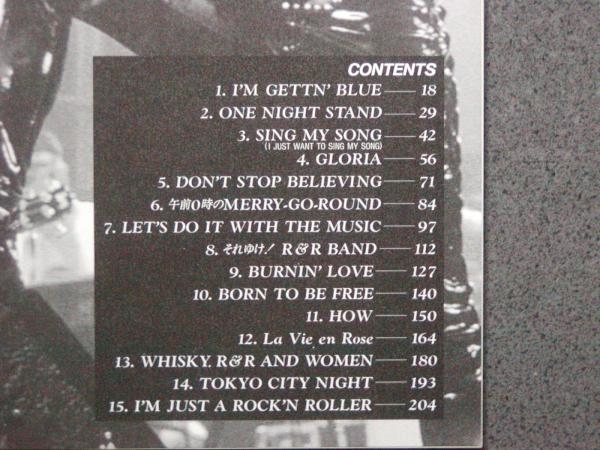 CONTENTS
1. I'M GETTN' BLUE — 18
2. ONE NIGHT STAND — 29
3. SING MY SONG — 42
(I JUST WANT TO SING MY SONG)
4. GLORIA — 56
5. DON'T STOP BELIEVING — 71
6. 午前0時のMERRY-GO-ROUND — 84
7. LET'S DO IT WITH THE MUSIC — 97
8. それゆけ! R&R BAND — 112
9. BURNIN' LOVE — 127
10. BORN TO BE FREE — 140
11. HOW — 150
12. La Vie en Rose — 164
13. WHISKY, R&R AND WOMEN — 180
14. TOKYO CITY NIGHT — 193
15. I'M JUST A ROCK'N ROLLER — 204